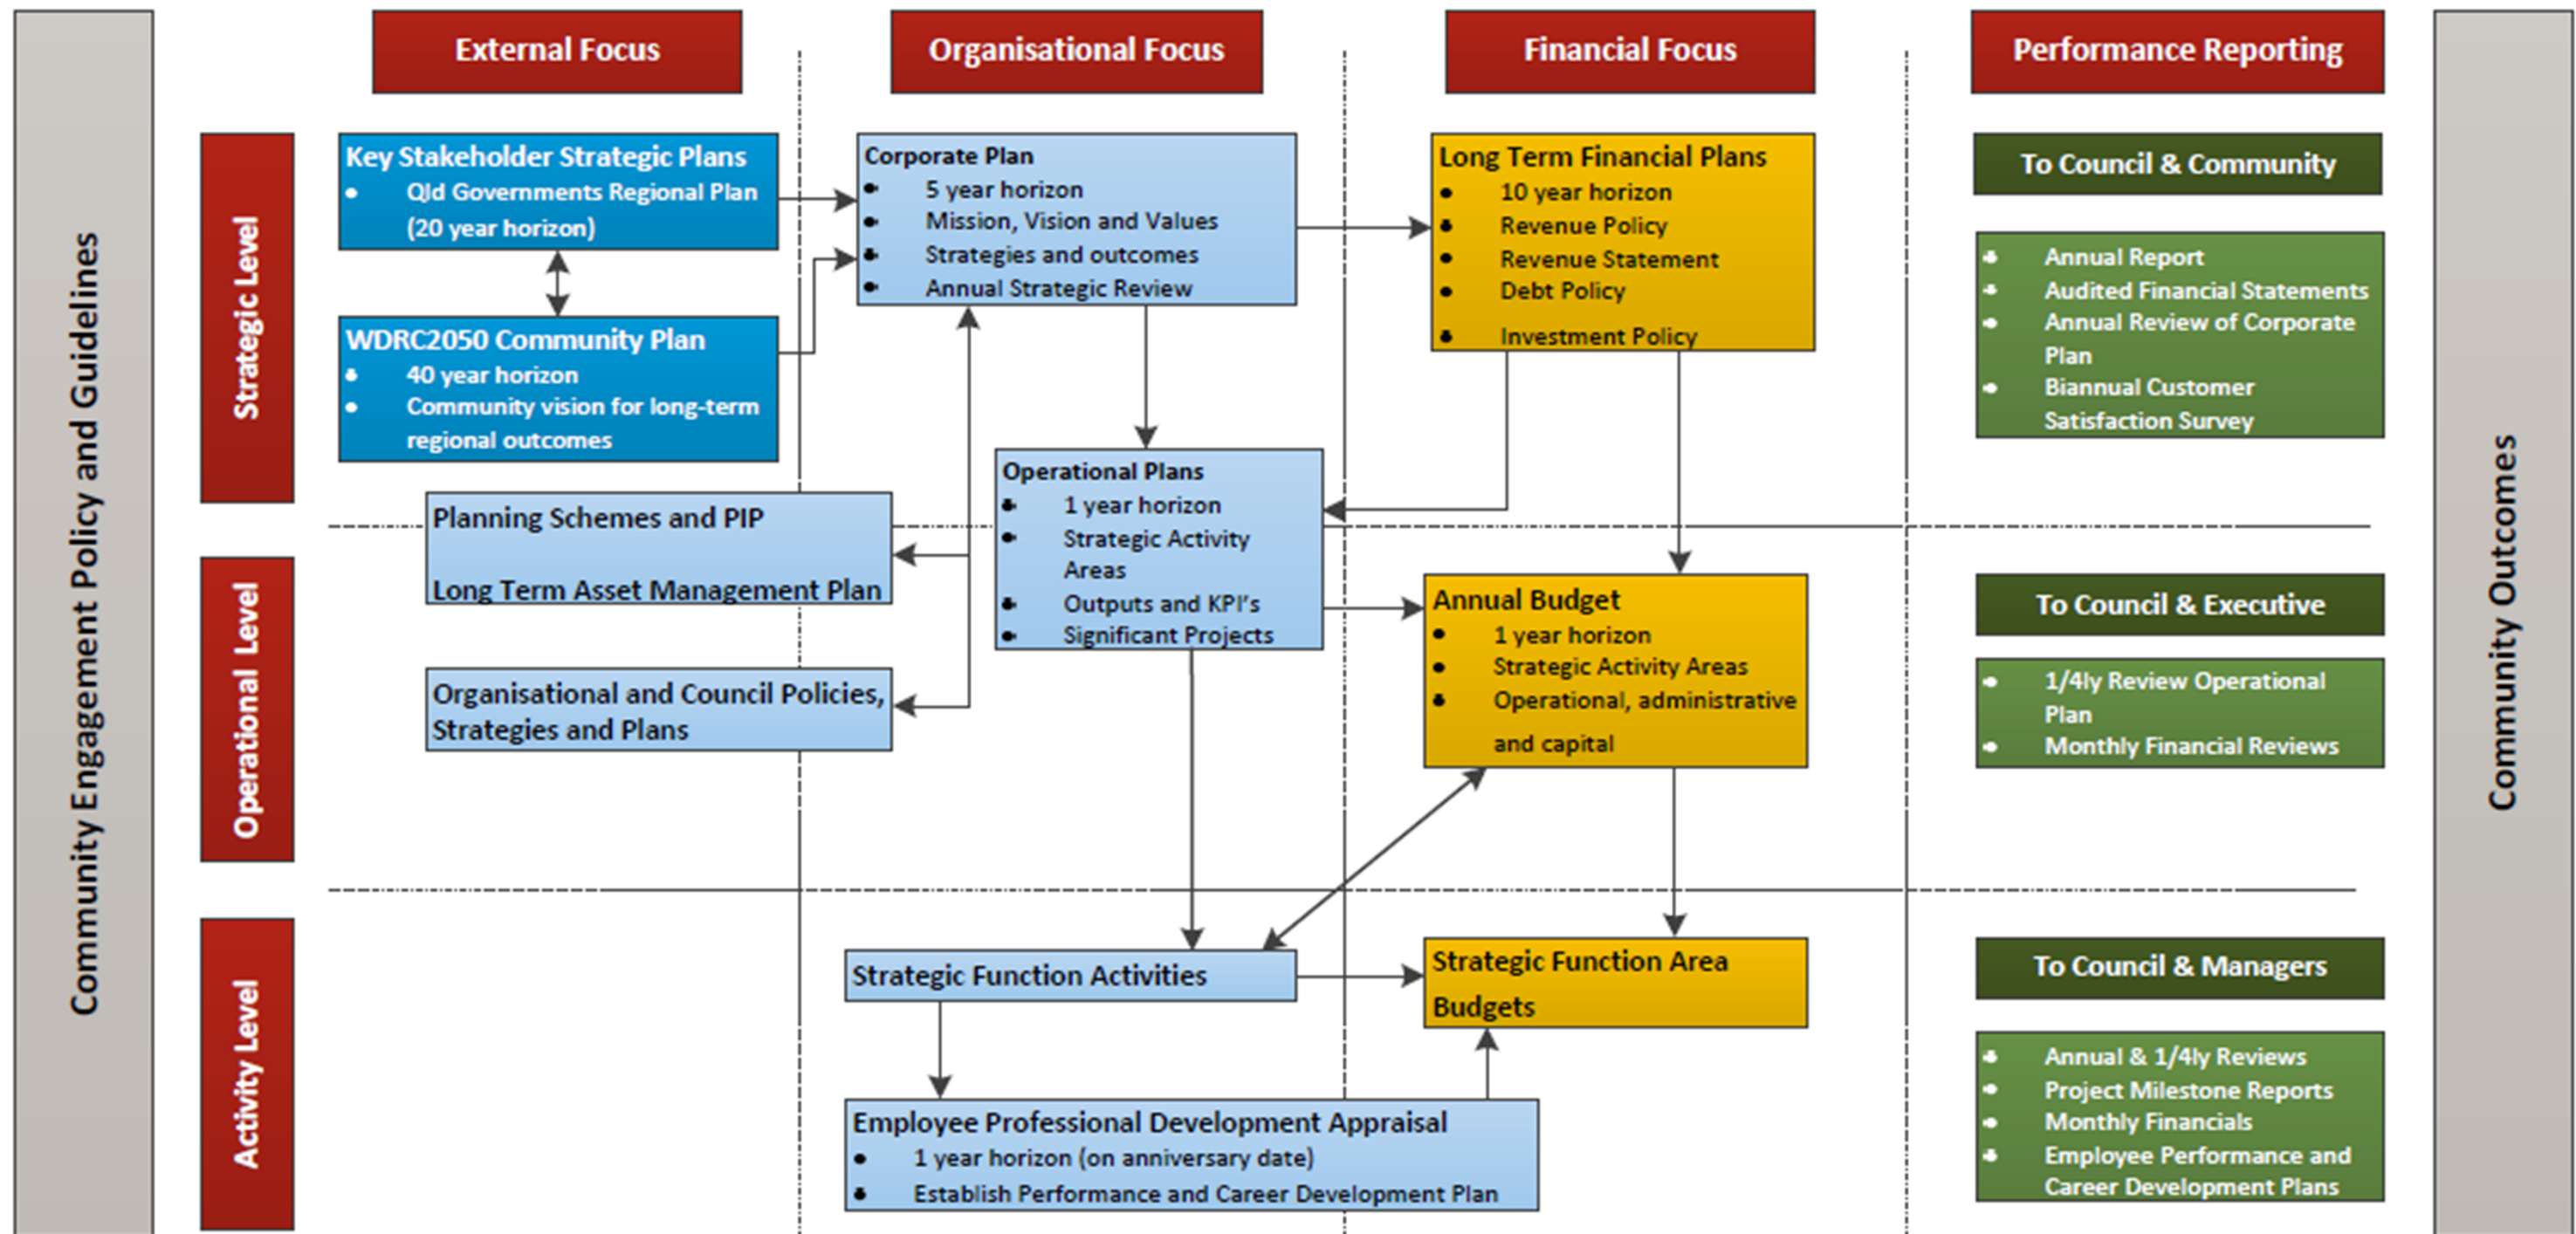 Community Engagement Policy and Guidelines
External Focus
Organisational Focus
Financial Focus
Performance Reporting
Strategic Level
Key Stakeholder Strategic Plans
Qld Governments Regional Plan
(20 year horizon)
WDRC2050 Community Plan
40 year horizon
Community vision for long-term
regional outcomes
Corporate Plan
5 year horizon
Mission, Vision and Values
Strategies and outcomes
Annual Strategic Review
Long Term Financial Plans
10 year horizon
Revenue Policy
Revenue Statement
Debt Policy
Investment Policy
To Council & Community
Annual Report
Audited Financial Statements
Annual Review of Corporate
Plan
Biannual Customer
Satisfaction Survey
Operational Level
Planning Schemes and PIP
Long Term Asset Management Plan
Organisational and Council Policies,
Strategies and Plans
Operational Plans
1 year horizon
Strategic Activity
Areas
Outputs and KPI's
Significant Projects
Annual Budget
1 year horizon
Strategic Activity Areas
Operational, administrative
and capital
To Council & Executive
1/4ly Review Operational
Plan
Monthly Financial Reviews
Activity Level
Strategic Function Activities
Employee Professional Development Appraisal
1 year horizon (on anniversary date)
Establish Performance and Career Development Plan
Strategic Function Area
Budgets
To Council & Managers
Annual & 1/4ly Reviews
Project Milestone Reports
Monthly Financials
Employee Performance and
Career Development Plans
Community Outcomes